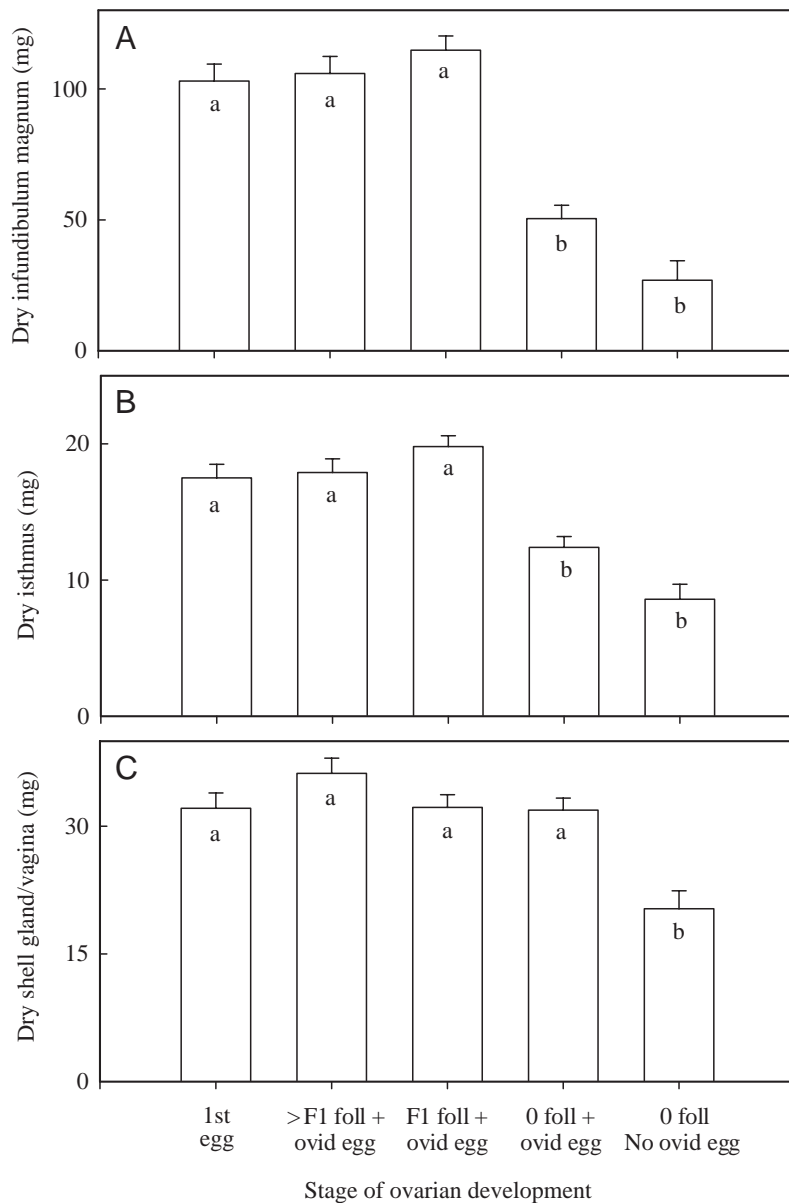 A
Dry infundibulum magnum (mg)
100
50
0
a
a
a
b
b
B
Dry isthmus (mg)
20
10
0
a
a
a
b
b
C
Dry shell gland/vagina (mg)
30
15
0
a
a
a
a
b
1st
egg
>F1 foll +
ovid egg
F1 foll +
ovid egg
0 foll +
ovid egg
0 foll
No ovid egg
Stage of ovarian development